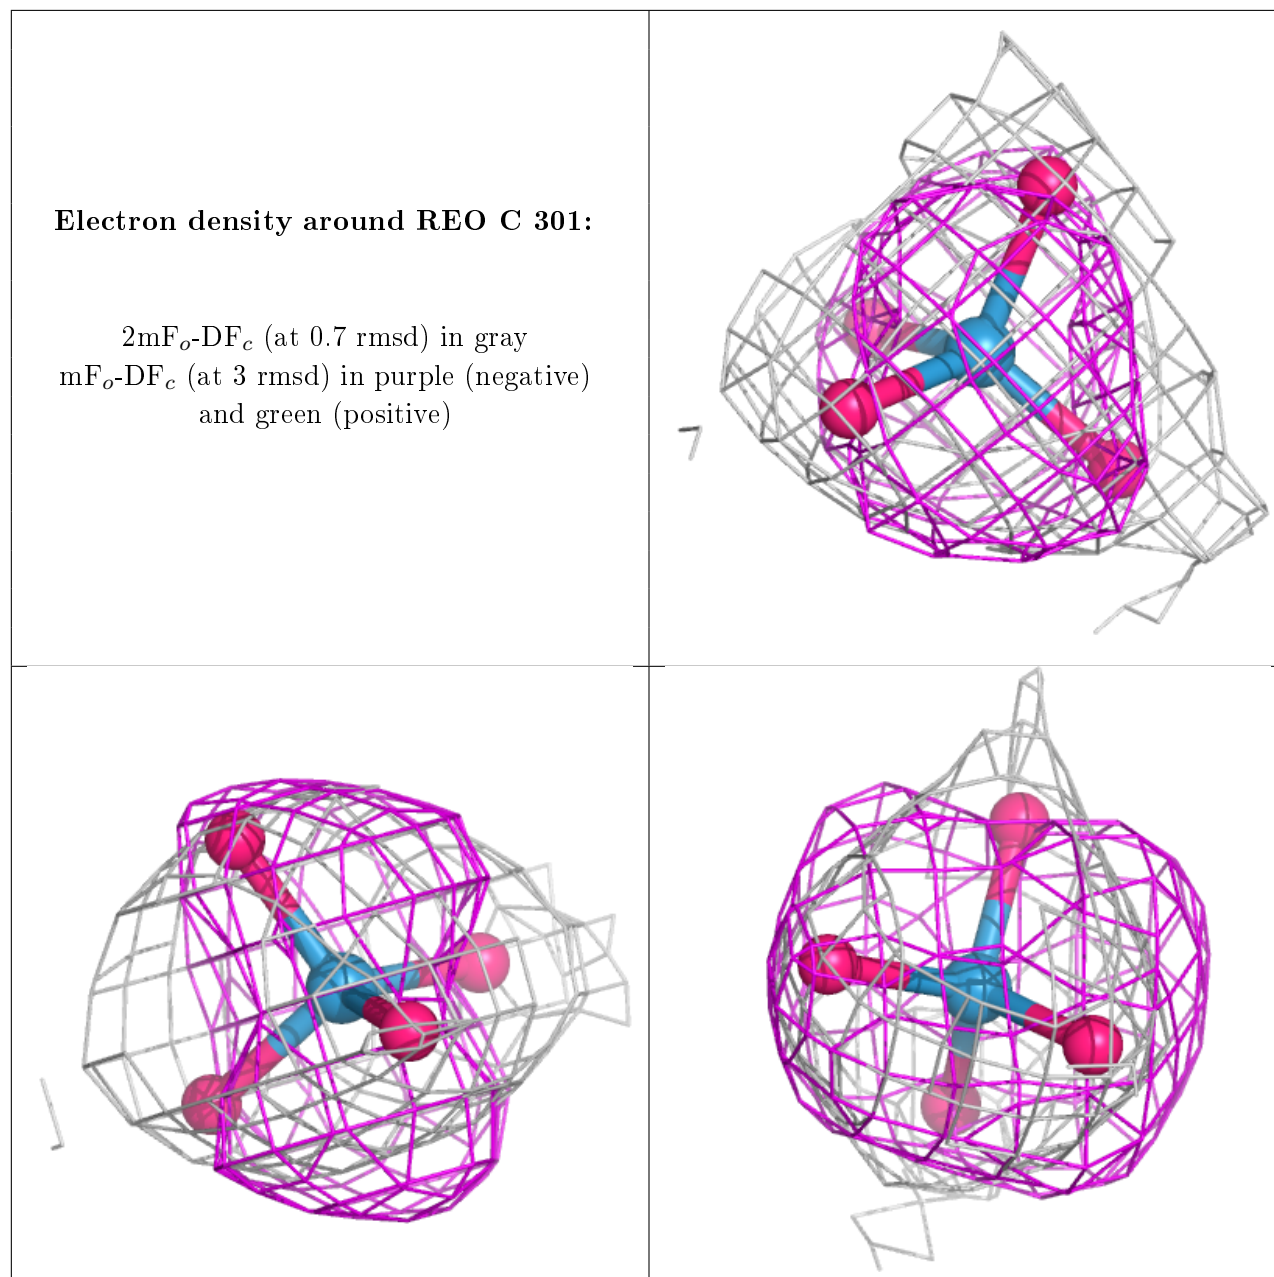 Electron density around REO C 301:
2mFo-DFc (at 0.7 rmsd) in gray
mFo-DFc (at 3 rmsd) in purple (negative)
and green (positive)